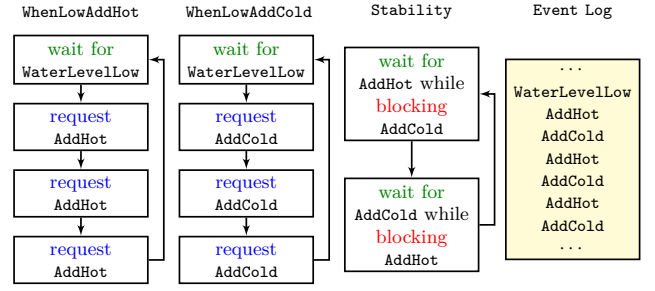 WhenLowAddHot
wait for
WaterLevelLow
request
AddHot
request
AddHot
request
AddHot
WhenLowAddCold
wait for
WaterLevelLow
request
AddCold
request
AddCold
request
AddCold
Stability
wait for
AddHot while
blocking
AddCold
wait for
AddCold while
blocking
AddHot
Event Log
...
WaterLevelLow
AddHot
AddCold
AddHot
AddCold
AddHot
AddCold
...